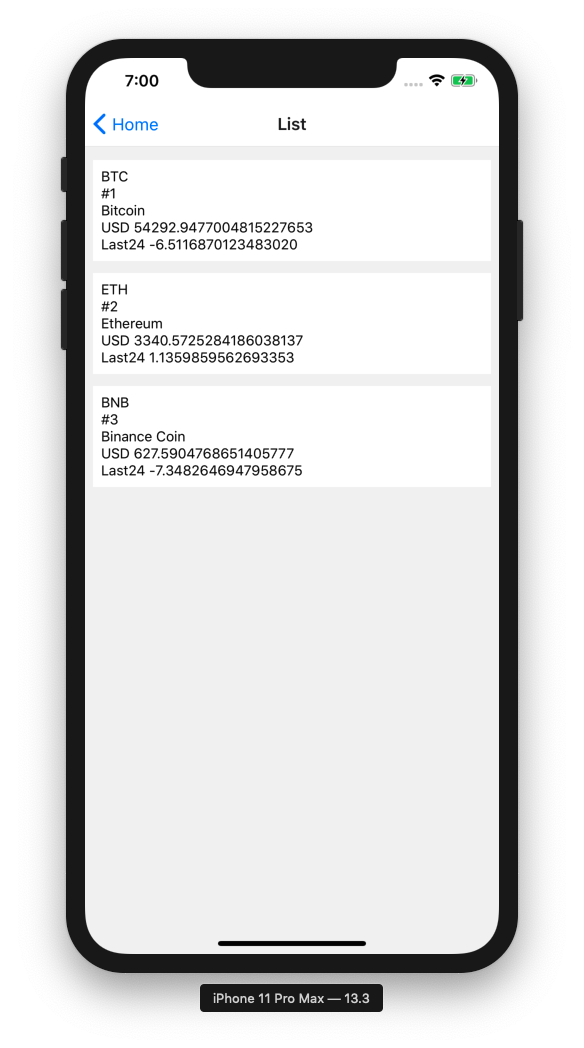 7:00
Home
List
BTC
#1
Bitcoin
USD 54292.9477004815227653
Last24 -6.5116870123483020
ETH
#2
Ethereum
USD 3340.5725284186038137
Last24 1.1359859562693353
BNB
#3
Binance Coin
USD 627.5904768651405777
Last24 -7.3482646947958675
iPhone 11 Pro Max — 13.3